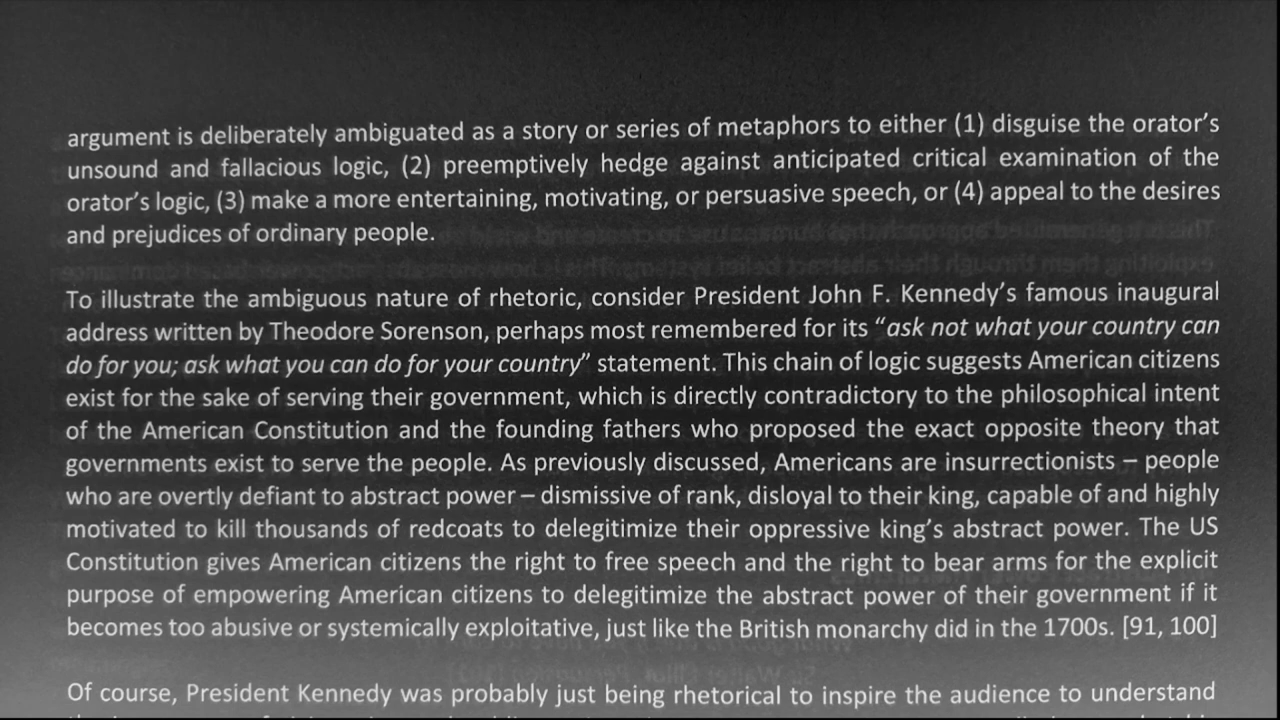 argument is deliberately ambiguated as a story or series of metaphors to either (1) disguise the orator's
unsound and fallacious logic, (2) preemptively hedge against anticipated critical examination of the
orator's logic, (3) make a more entertaining, motivating, or persuasive speech, or (4) appeal to the desires
and prejudices of ordinary people.
To illustrate the ambiguous nature of rhetoric, consider President John F. Kennedy's famous inaugural
address written by Theodore Sorenson, perhaps most remembered for its "ask not what your country can
do for you; ask what you can do for your country" statement. This chain of logic suggests American citizens
exist for the sake of serving their government, which is directly contradictory to the philosophical intent
of the American Constitution and the founding fathers who proposed the exact opposite theory that
governments exist to serve the people. As previously discussed, Americans are insurrectionists – people
who are overtly defiant to abstract power – dismissive of rank, disloyal to their king, capable of and highly
motivated to kill thousands of redcoats to delegitimize their oppressive king's abstract power. The US
Constitution gives American citizens the right to free speech and the right to bear arms for the explicit
purpose of empowering American citizens to delegitimize the abstract power of their government if it
becomes too abusive or systemically exploitative, just like the British monarchy did in the 1700s. [91, 100]
Of course, President Kennedy was probably just being rhetorical to inspire the audience to understand